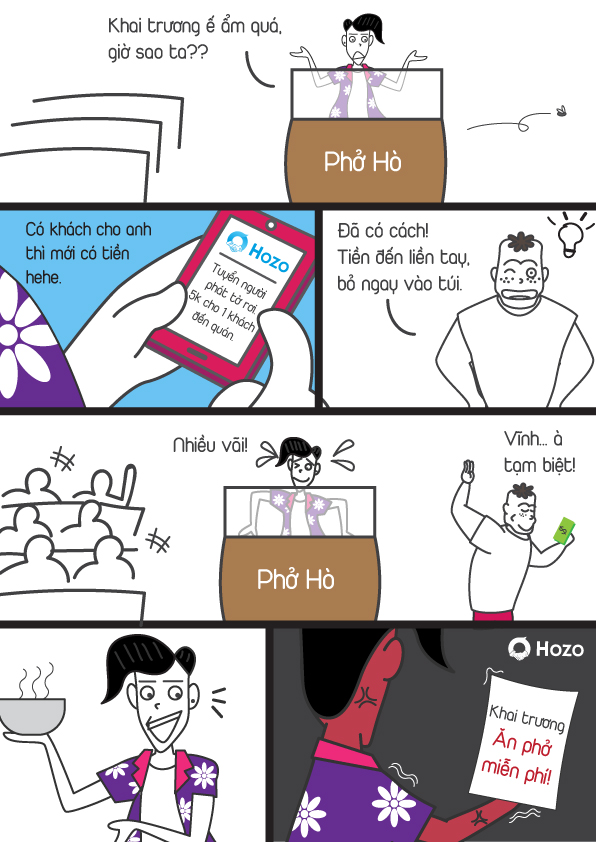 Khai trương ế ẩm quá,
giờ sao ta??
Phở Hò
Có khách cho anh
thì mới có tiền
hehe.
Hozo
Tuyển người
phát tờ rơi.
5k cho 1 khách
đến quán.
Đã có cách!
Tiền đến liền tay,
bỏ ngay vào túi.
Nhiều vãi!
Phở Hò
Vĩnh... à
tạm biệt!
Hozo
Khai trương
Ăn phở
miễn phí!